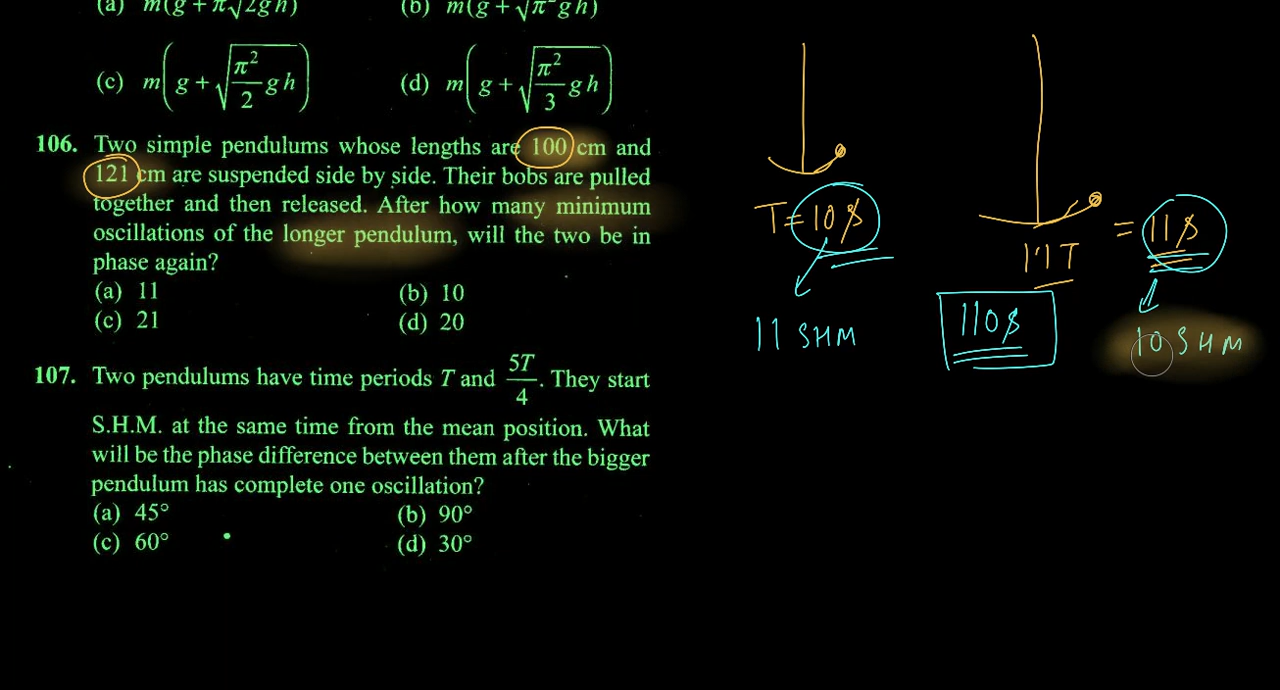 (a) m(g + π√2gh) (b) m(g + √π²gh)
(c) m(g + √(π²/2 gh)) (d) m(g + √(π²/3 gh))
106. Two simple pendulums whose lengths are 100 cm and
121 cm are suspended side by side. Their bobs are pulled
together and then released. After how many minimum
oscillations of the longer pendulum, will the two be in
phase again?
(a) 11 (b) 10
(c) 21 (d) 20
107. Two pendulums have time periods T and 5T/4. They start
S.H.M. at the same time from the mean position. What
will be the phase difference between them after the bigger
pendulum has complete one oscillation?
(a) 45° (b) 90°
(c) 60° (d) 30°
T = 10 s
1.1 T = 11 s
11 SHM
110 s
10 SHM